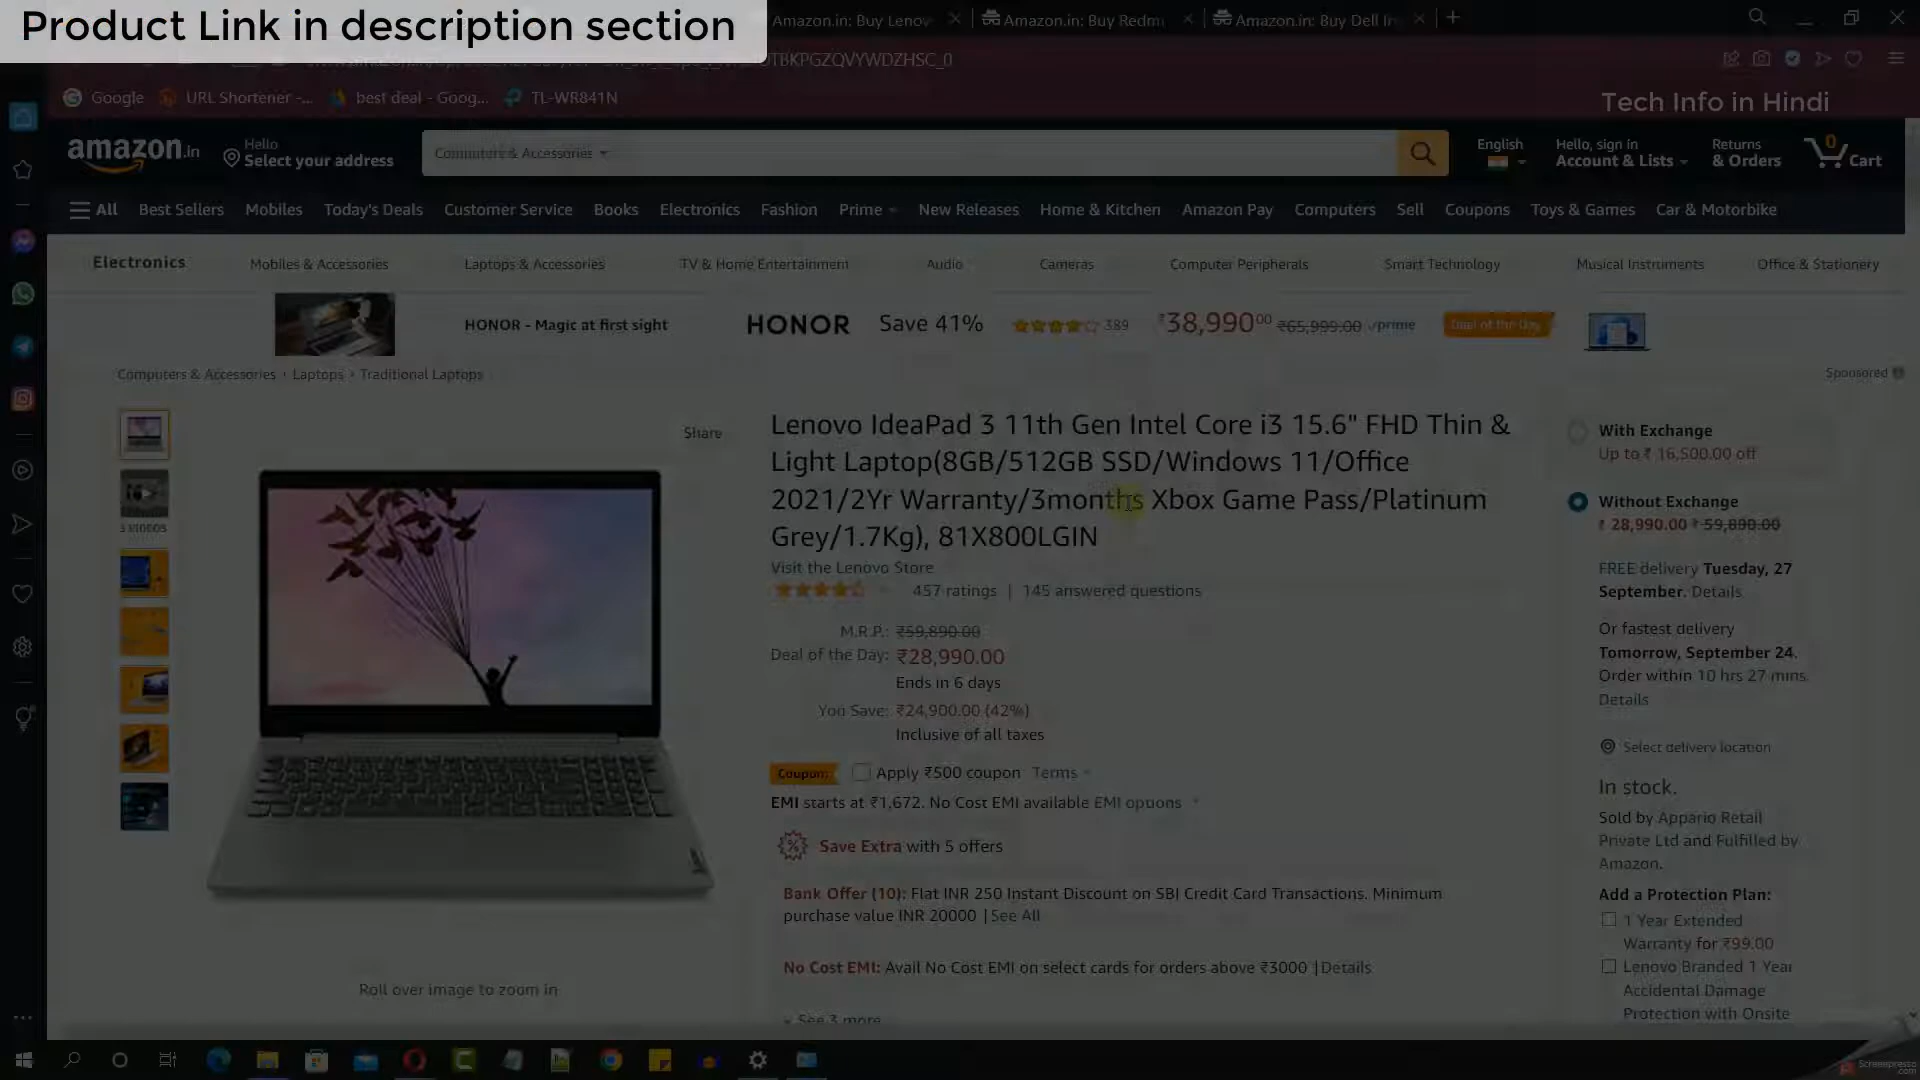 Product Link in description section
Amazon.in: Buy Lenov
Amazon.in: Buy Redmi
Amazon.in: Buy Dell In
TBKPGZQVYWDZHSC_0
Google
URL Shortener -...
best deal - Goog...
TL-WR841N
Tech Info in Hindi
amazon.in
Hello
Select your address
Computers & Accessories
English
Hello, sign in
Account & Lists
Returns
& Orders
0
Cart
All
Best Sellers
Mobiles
Today's Deals
Customer Service
Books
Electronics
Fashion
Prime
New Releases
Home & Kitchen
Amazon Pay
Computers
Sell
Coupons
Toys & Games
Car & Motorbike
Electronics
Mobiles & Accessories
Laptops & Accessories
TV & Home Entertainment
Audio
Cameras
Computer Peripherals
Smart Technology
Musical Instruments
Office & Stationery
HONOR - Magic at first sight
HONOR
Save 41%
389
₹38,99000
₹65,999.00
prime
Deal of the Day
Computers & Accessories › Laptops › Traditional Laptops
Sponsored
Share
3 VIDEOS
Roll over image to zoom in
Lenovo IdeaPad 3 11th Gen Intel Core i3 15.6" FHD Thin &
Light Laptop(8GB/512GB SSD/Windows 11/Office
2021/2Yr Warranty/3months Xbox Game Pass/Platinum
Grey/1.7Kg), 81X800LGIN
Visit the Lenovo Store
457 ratings | 145 answered questions
M.R.P.: ₹59,890.00
Deal of the Day: ₹28,990.00
Ends in 6 days
You Save: ₹24,900.00 (42%)
Inclusive of all taxes
Coupon: Apply ₹500 coupon Terms
EMI starts at ₹1,672. No Cost EMI available EMI options
Save Extra with 5 offers
Bank Offer (10): Flat INR 250 Instant Discount on SBI Credit Card Transactions. Minimum
purchase value INR 20000 |See All
No Cost EMI: Avail No Cost EMI on select cards for orders above ₹3000 |Details
See 3 more
With Exchange
Up to ₹ 16,500.00 off
Without Exchange
₹ 28,990.00 ₹ 59,890.00
FREE delivery Tuesday, 27
September. Details
Or fastest delivery
Tomorrow, September 24.
Order within 10 hrs 27 mins.
Details
Select delivery location
In stock.
Sold by Appario Retail
Private Ltd and Fulfilled by
Amazon.
Add a Protection Plan:
1 Year Extended
Warranty for ₹99.00
Lenovo Branded 1 Year
Accidental Damage
Protection with Onsite
Screenpresso
.com